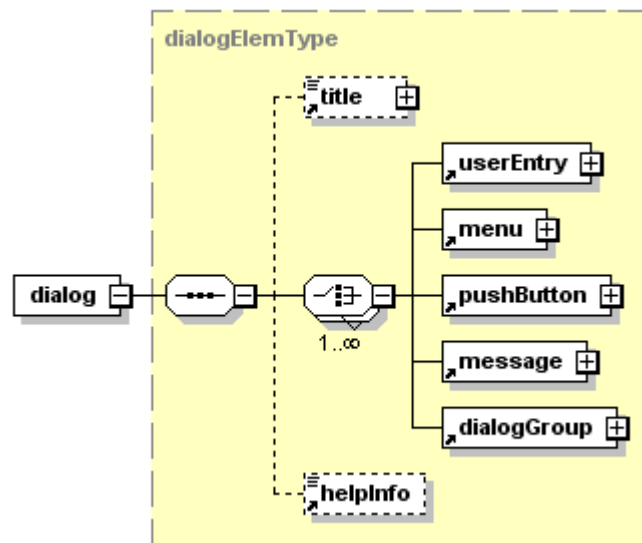 dialogElemType
title
userEntry
menu
dialog
pushButton
1..∞
message
dialogGroup
helpInfo